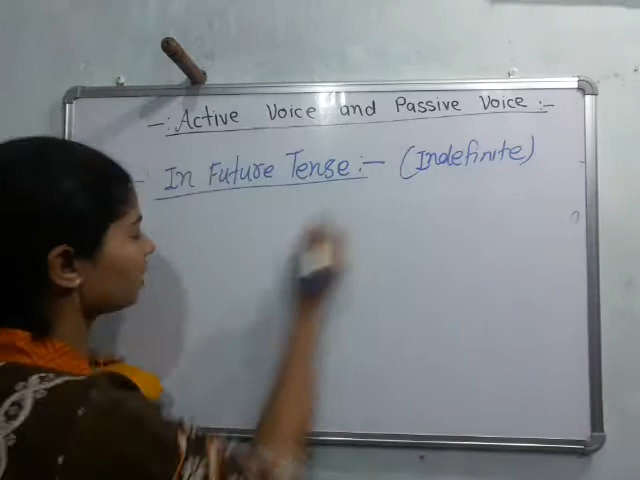 -: Active Voice and Passive Voice :-
In Future Tense :- (Indefinite)